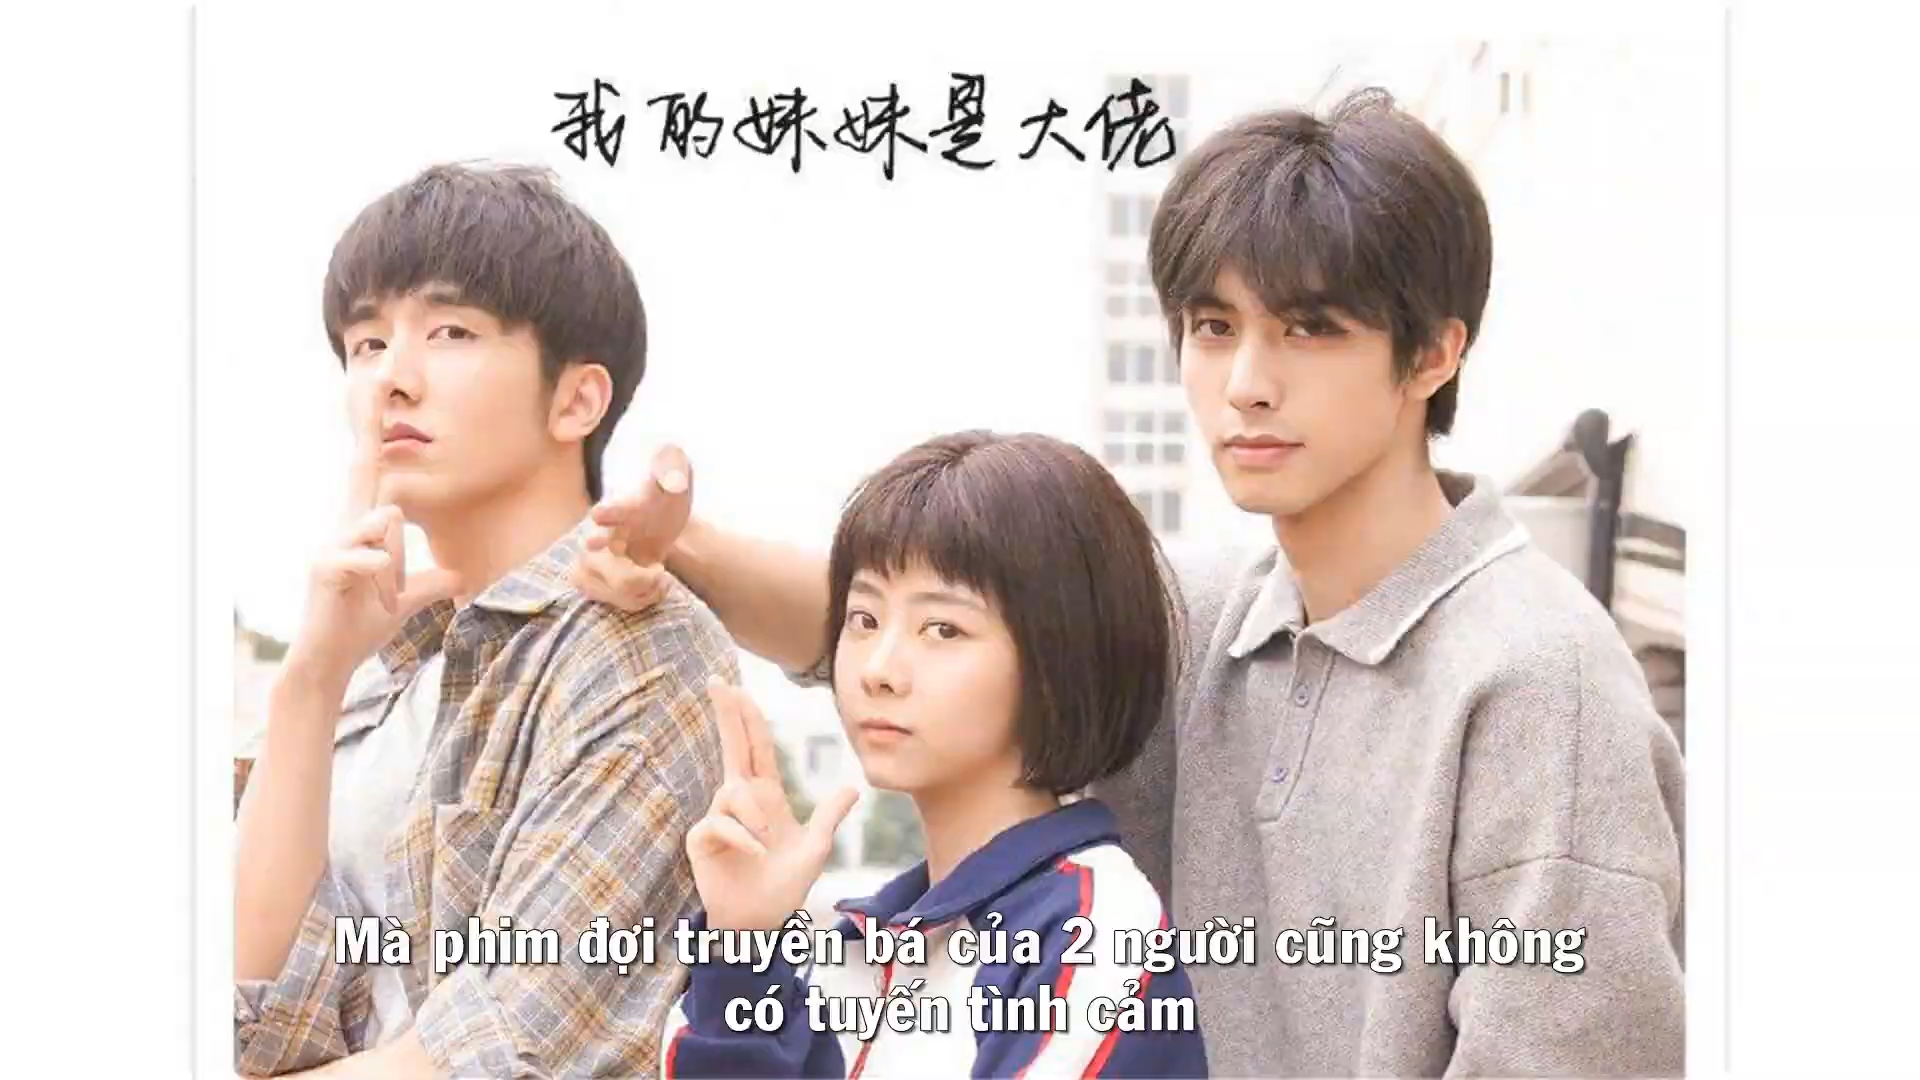 我的妹妹是大佬
Mà phim đợi truyền bá của 2 người cũng không
có tuyến tình cảm